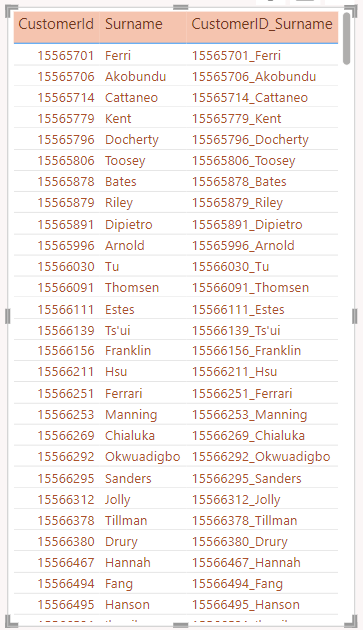 CustomerId Surname CustomerID_Surname
15565701 Ferri 15565701_Ferri
15565706 Akobundu 15565706_Akobundu
15565714 Cattaneo 15565714_Cattaneo
15565779 Kent 15565779_Kent
15565796 Docherty 15565796_Docherty
15565806 Toosey 15565806_Toosey
15565878 Bates 15565878_Bates
15565879 Riley 15565879_Riley
15565891 Dipietro 15565891_Dipietro
15565996 Arnold 15565996_Arnold
15566030 Tu 15566030_Tu
15566091 Thomsen 15566091_Thomsen
15566111 Estes 15566111_Estes
15566139 Ts'ui 15566139_Ts'ui
15566156 Franklin 15566156_Franklin
15566211 Hsu 15566211_Hsu
15566251 Ferrari 15566251_Ferrari
15566253 Manning 15566253_Manning
15566269 Chialuka 15566269_Chialuka
15566292 Okwuadigbo 15566292_Okwuadigbo
15566295 Sanders 15566295_Sanders
15566312 Jolly 15566312_Jolly
15566378 Tillman 15566378_Tillman
15566380 Drury 15566380_Drury
15566467 Hannah 15566467_Hannah
15566494 Fang 15566494_Fang
15566495 Hanson 15566495_Hanson